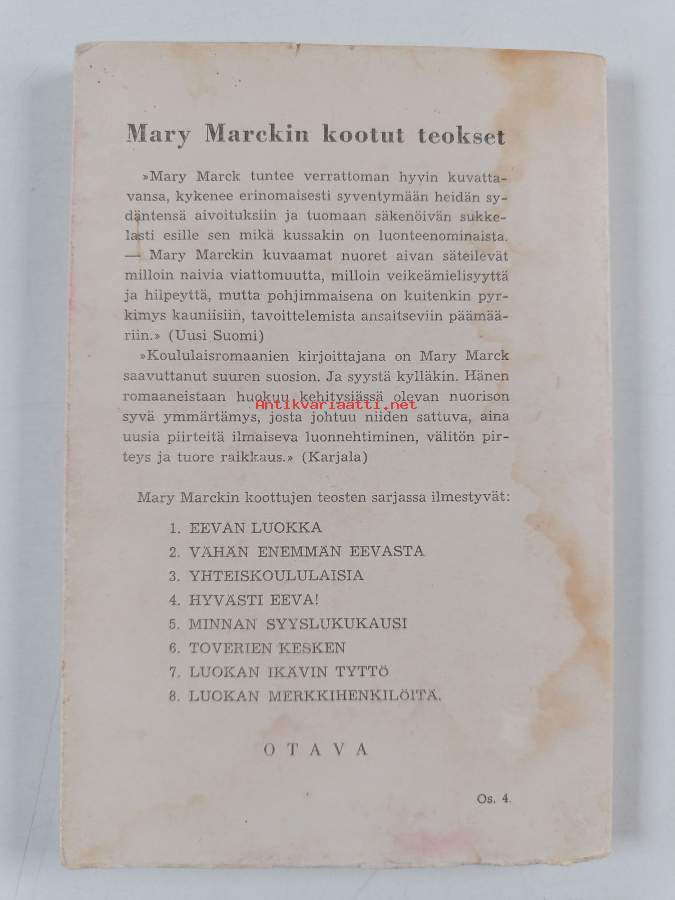 Mary Marckin kootut teokset
»Mary Marck tuntee verrattoman hyvin kuvatta-
vansa, kykenee erinomaisesti syventymään heidän sy-
däntensä aivoituksiin ja tuomaan säkenöivän sukke-
lasti esille sen mikä kussakin on luonteenominaista.
— Mary Marckin kuvaamat nuoret aivan säteilevät
milloin naivia viattomuutta, milloin veikeämielisyyttä
ja hilpeyttä, mutta pohjimmaisena on kuitenkin pyr-
kimys kauniisiin, tavoittelemista ansaitseviin päämää-
riin.» (Uusi Suomi)
»Koululaisromaanien kirjoittajana on Mary Marck
saavuttanut suuren suosion. Ja syystä kylläkin. Hänen
romaaneistaan huokuu kehitysiässä olevan nuorison
Antikvariaatti.net
syvä ymmärtämys, josta johtuu niiden sattuva, aina
uusia piirteitä ilmaiseva luonnehtiminen, välitön pir-
teys ja tuore raikkaus.» (Karjala)
Mary Marckin koottujen teosten sarjassa ilmestyvät:
1. EEVAN LUOKKA
2. VÄHÄN ENEMMÄN EEVASTA
3. YHTEISKOULULAISIA
4. HYVÄSTI EEVA!
5. MINNAN SYYSLUKUKAUSI
6. TOVERIEN KESKEN
7. LUOKAN IKÄVIN TYTTÖ
8. LUOKAN MERKKIHENKILÖITÄ.
OTAVA
Os. 4.